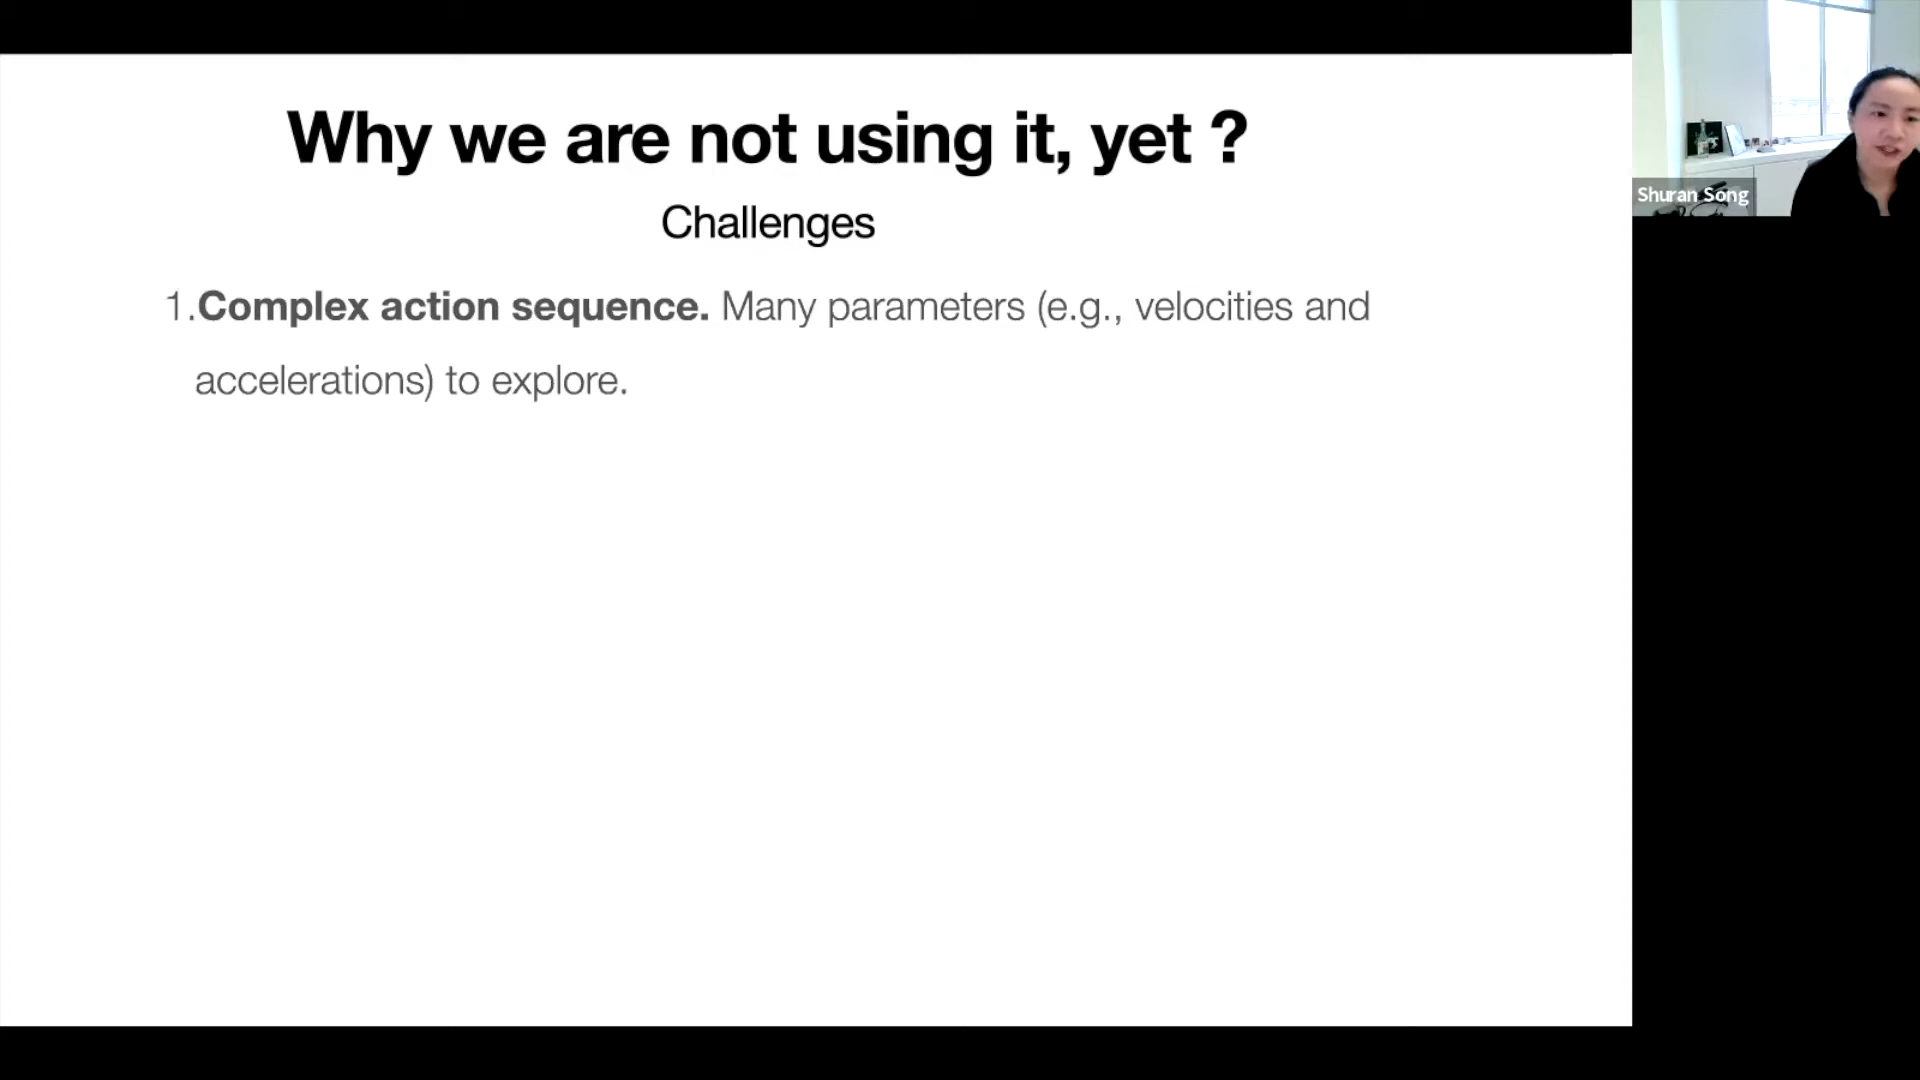 Why we are not using it, yet ?
Challenges
1.Complex action sequence. Many parameters (e.g., velocities and
accelerations) to explore.
Shuran Song